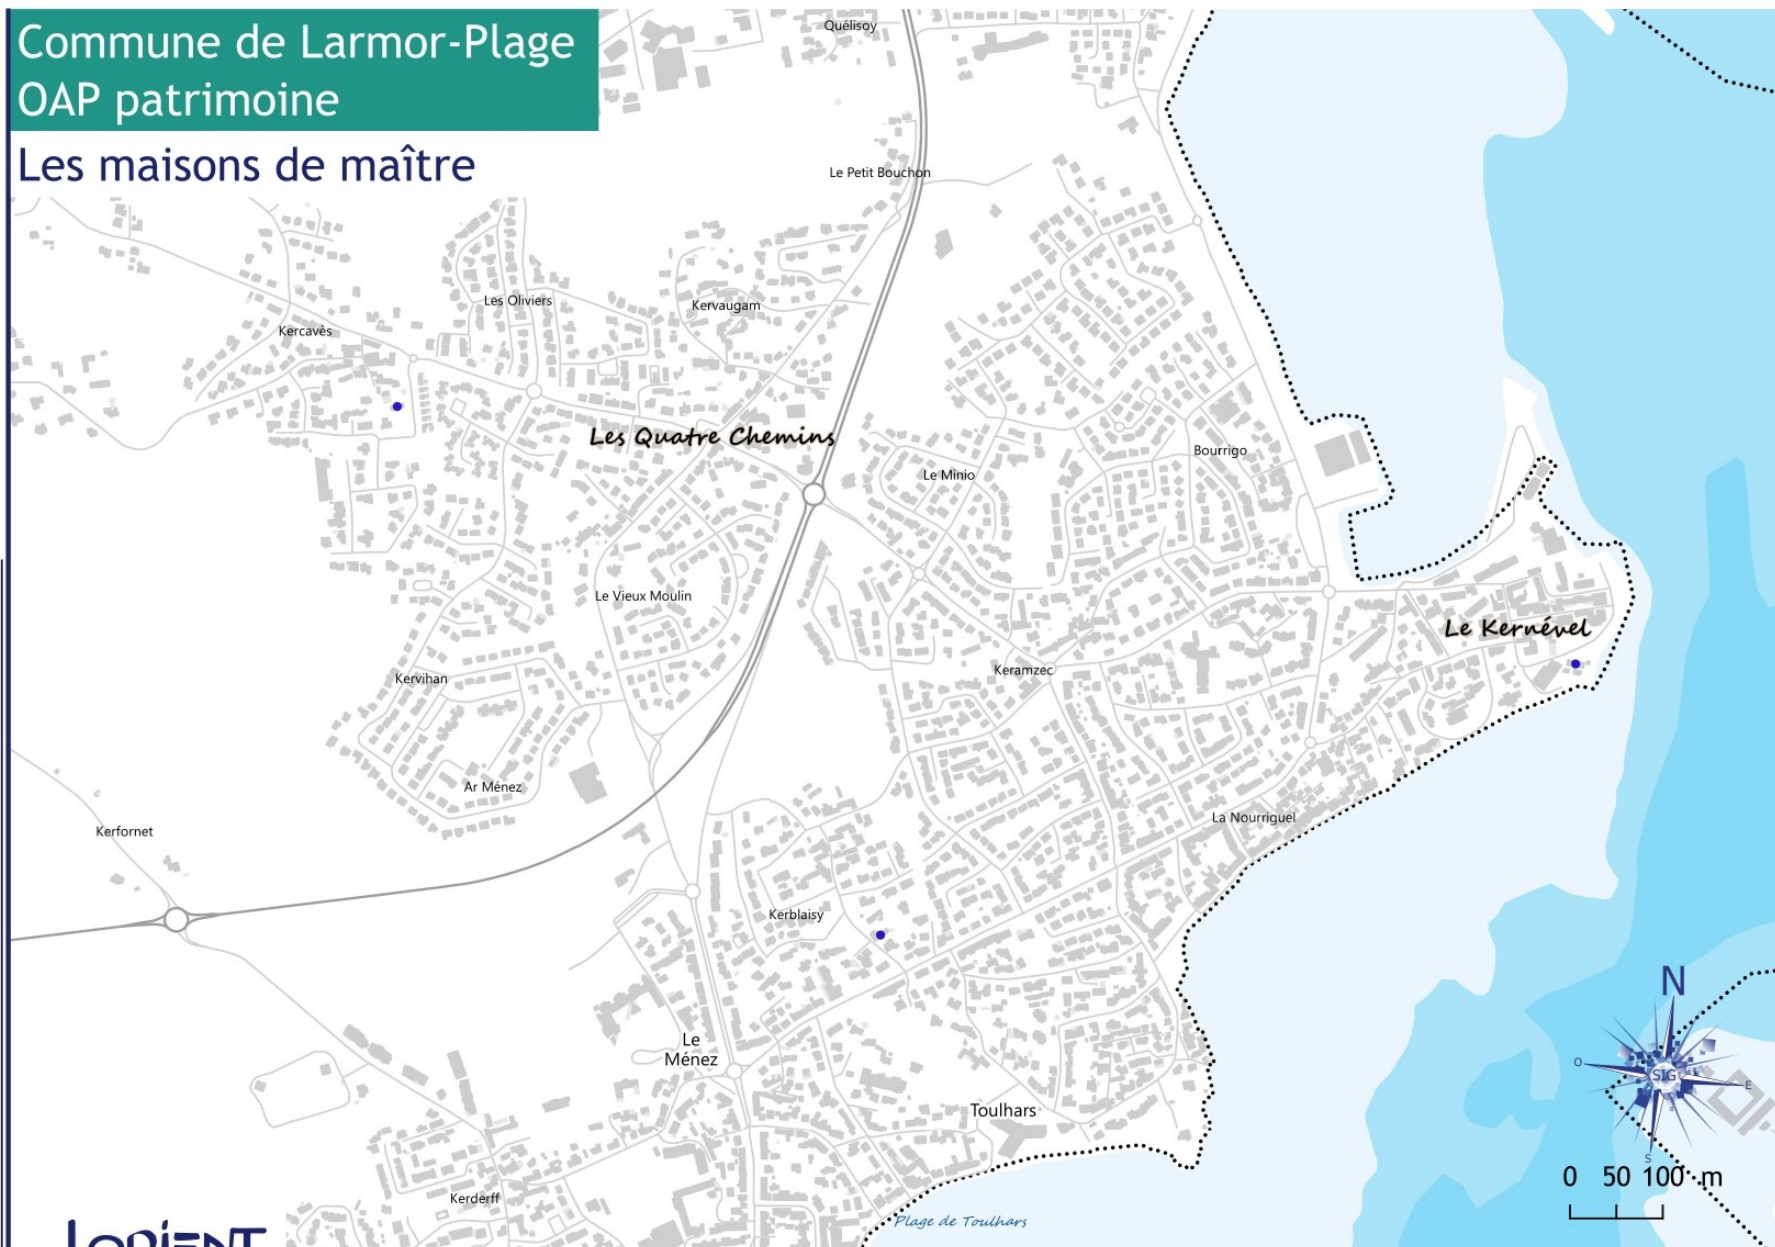 Commune de Larmor-Plage
OAP patrimoine
Les maisons de maître
Quélisoy
Le Petit Bouchon
Les Oliviers
Kervaugam
Kercavès
Les Quatre Chemins
Le Minio
Bourrigo
Le Vieux Moulin
Le Kernével
Keramzec
Kervihan
Ar Ménez
La Nourriguel
Kerfornet
Kerblaisy
N
Le
Ménez
O
SIG
E
Toulhars
S
0 50 100 m
Kerderff
Plage de Toulhars
LORIENT